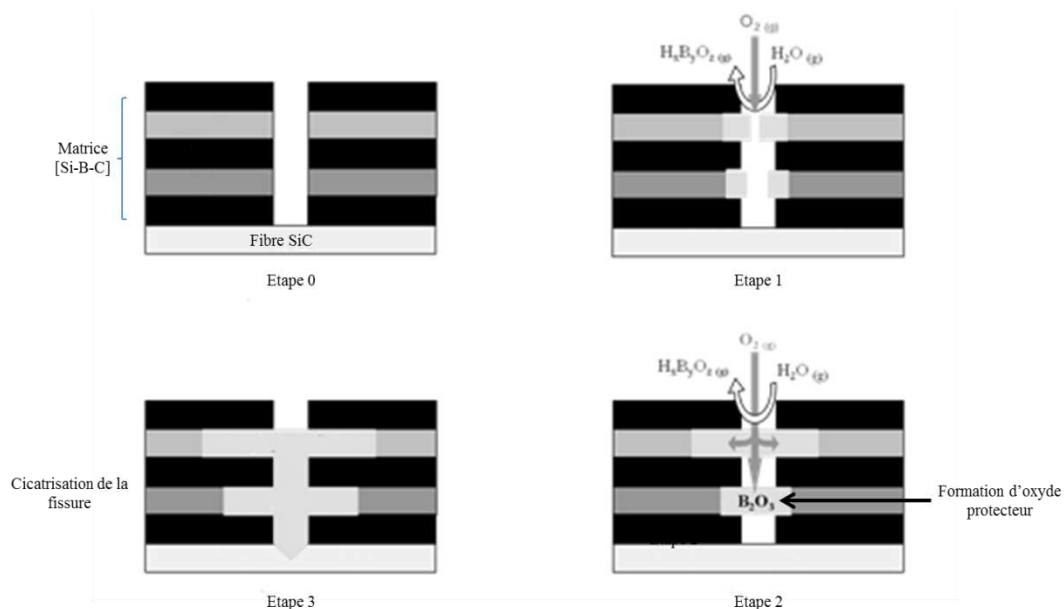 Matrice
[Si-B-C]
Fibre SiC
Etape 0
O2 (g)
HxByOz (g)
H2O (g)
Etape 1
Cicatrisation de la
fissure
Etape 3
O2 (g)
HxByOz (g)
H2O (g)
B2O3
Formation d’oxyde
protecteur
Etape 2